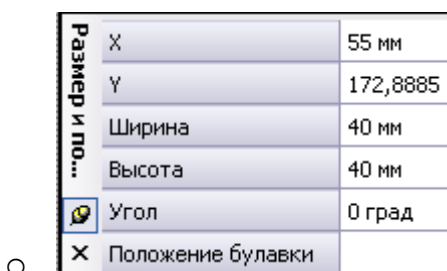 Размер и по...
X 55 мм
Y 172,8885
Ширина 40 мм
Высота 40 мм
Угол 0 град
Положение булавки